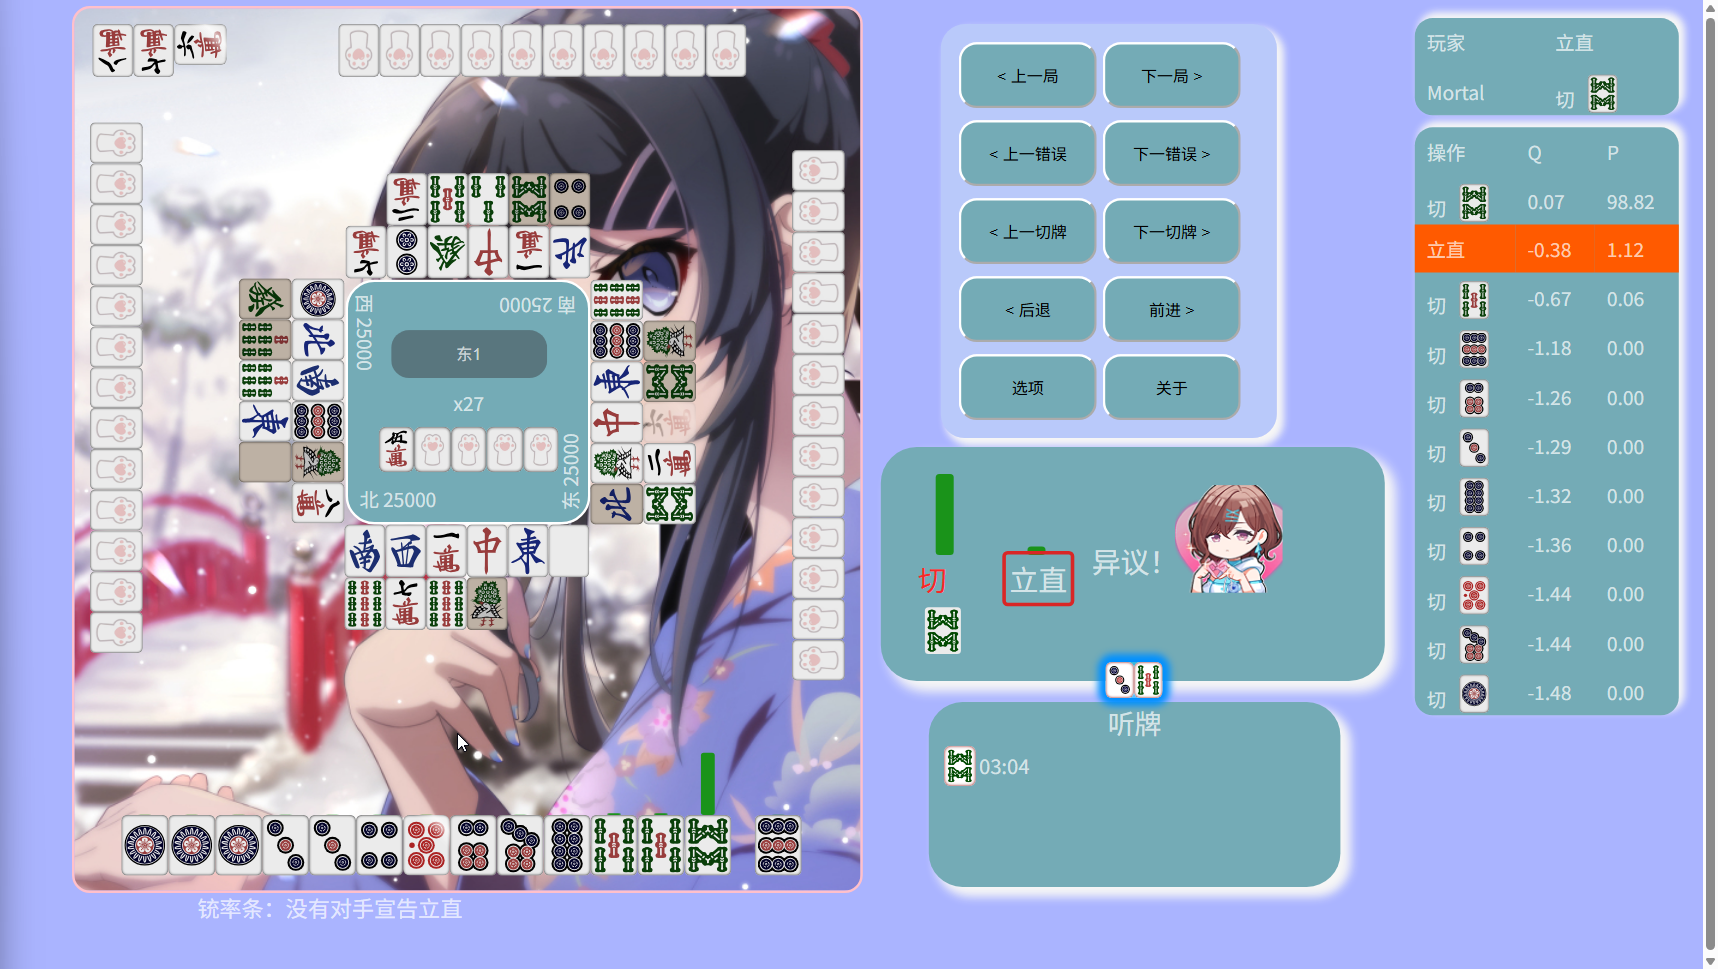 < 上一局
下一局 >
< 上一错误
下一错误 >
< 上一切牌
下一切牌 >
< 后退
前进 >
选项
关于
玩家 立直
Mortal 切
操作 Q P
切 0.07 98.82
立直 -0.38 1.12
切 -0.67 0.06
切 -1.18 0.00
切 -1.26 0.00
切 -1.29 0.00
切 -1.32 0.00
切 -1.36 0.00
切 -1.44 0.00
切 -1.44 0.00
切 -1.48 0.00
西 25000
南 25000
东1
x27
北 25000
东 25000
切
立直
异议！
听牌
03:04
铳率条：没有对手宣告立直